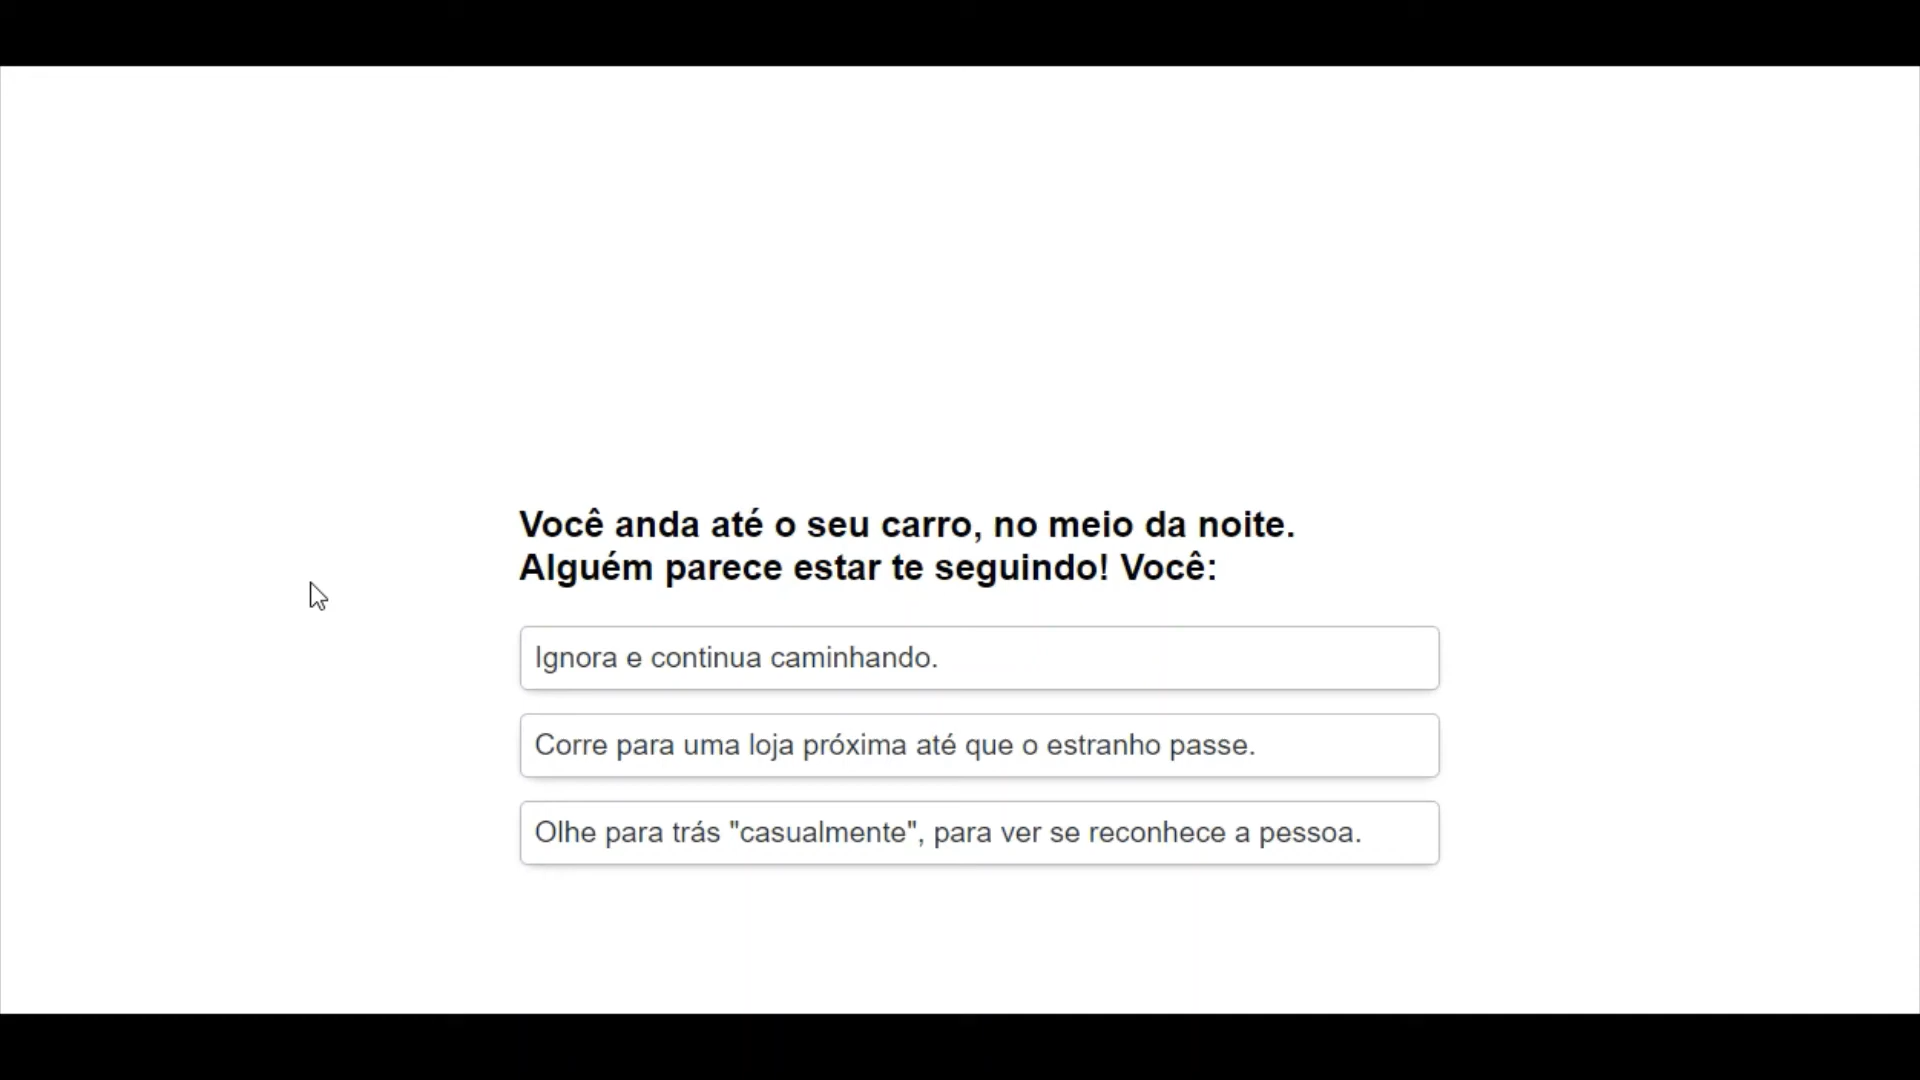 Você anda até o seu carro, no meio da noite.
Alguém parece estar te seguindo! Você:
Ignora e continua caminhando.
Corre para uma loja próxima até que o estranho passe.
Olhe para trás "casualmente", para ver se reconhece a pessoa.